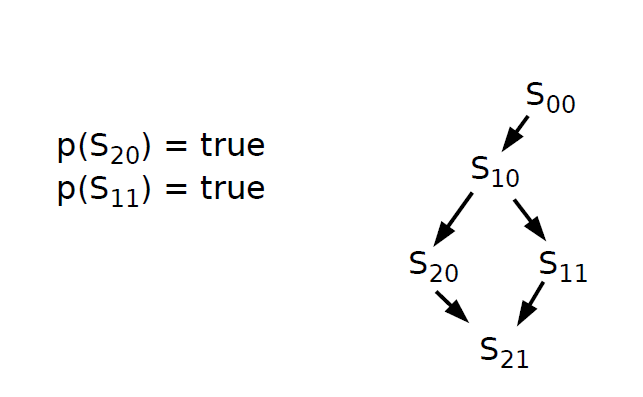 p(S₂₀) = true
p(S₁₁) = true
S₀₀
S₁₀
S₂₀ S₁₁
S₂₁